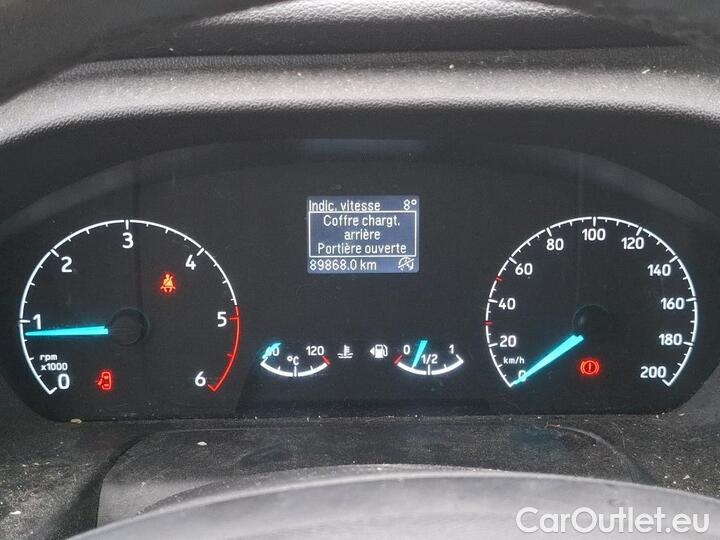 Indic. vitesse 8°
Coffre chargt.
arrière
Portière ouverte
89868.0 km
0 1 2 3 4 5 6
rpm
x1000
120
°C
0 1/2 1
0 20 40 60 80 100 120 140 160 180 200
km/h
CarOutlet.eu